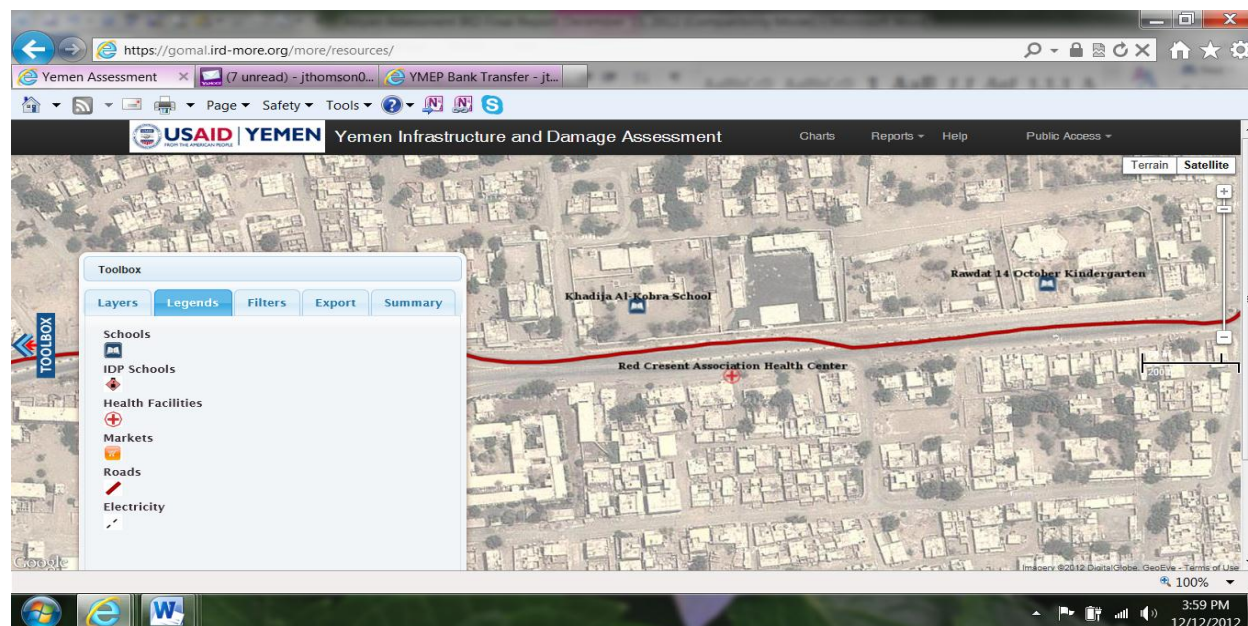 https://gomal.ird-more.org/more/resources/
Yemen Assessment
(7 unread) - jthomson0...
YMEP Bank Transfer - jt...
Page Safety Tools
USAID YEMEN
FROM THE AMERICAN PEOPLE
Yemen Infrastructure and Damage Assessment
Charts Reports Help Public Access
Terrain Satellite
Toolbox
Layers Legends Filters Export Summary
TOOLBOX
Schools
IDP Schools
Health Facilities
Markets
Roads
Electricity
Rawdat 14 October Kindergarten
Khadija Al-Kobra School
Red Cresent Association Health Center
Google
Imagery ©2012 DigitalGlobe, GeoEye - Terms of Use
100%
3:59 PM
12/12/2012